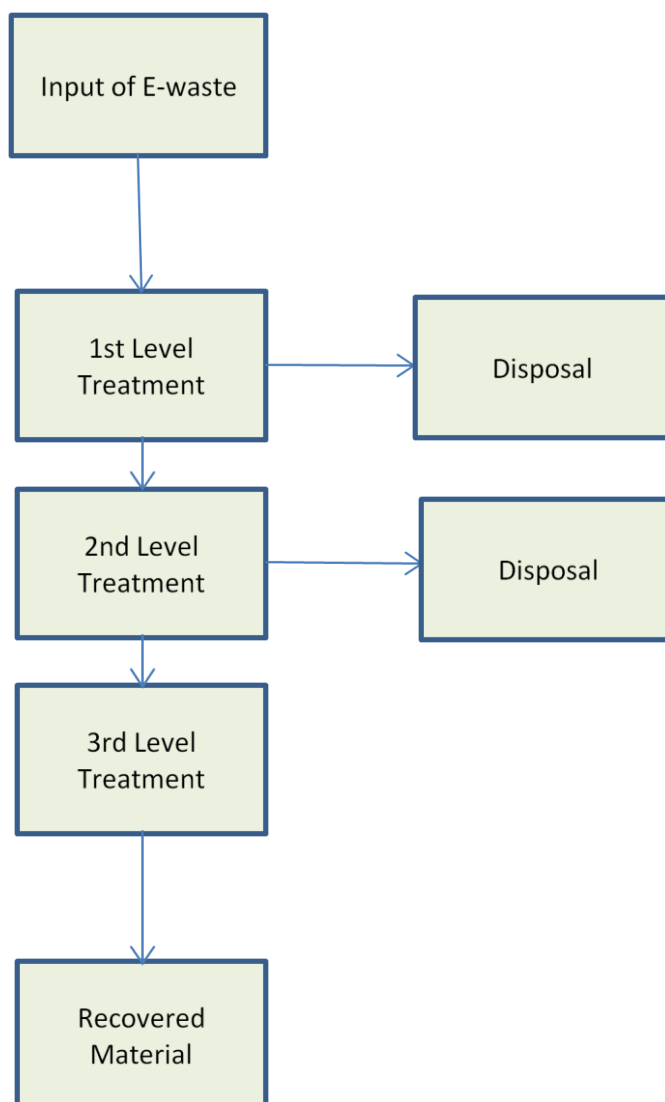 Input of E-waste
1st Level
Treatment
Disposal
2nd Level
Treatment
Disposal
3rd Level
Treatment
Recovered
Material